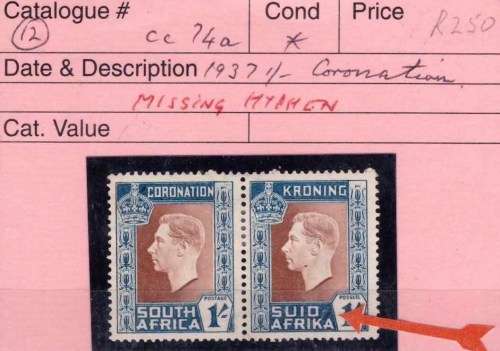 Catalogue # Cond Price
12 cc 74a * R250
Date & Description 1937 1/- Coronation
MISSING HYPHEN
Cat. Value
CORONATION KRONING
POSTAGE POSTAGE
SOUTH AFRICA 1/- SUID AFRIKA 1/